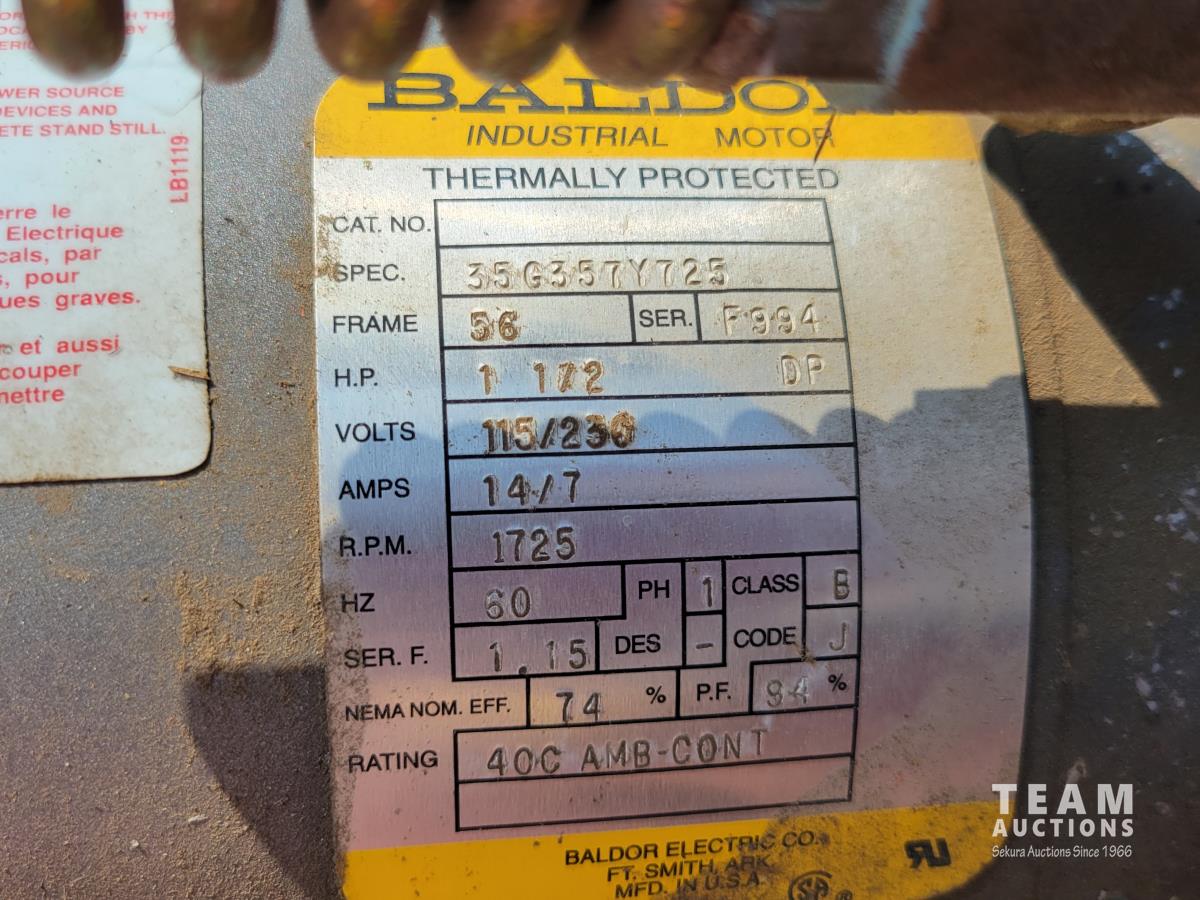 WER SOURCE
DEVICES AND
ETE STAND STILL.
LB1119
erre le
Electrique
cals, par
s, pour
ues graves.
et aussi
couper
mettre
BALDOR
INDUSTRIAL MOTOR
THERMALLY PROTECTED
CAT. NO.
SPEC. 35G357Y725
FRAME 56 SER. F994
H.P. 1 1/2 DP
VOLTS 115/230
AMPS 14/7
R.P.M. 1725
HZ 60 PH 1 CLASS B
SER. F. 1.15 DES - CODE J
NEMA NOM. EFF. 74 % P.F. %
RATING 40C AMB-CONT
BALDOR ELECTRIC CO.
FT. SMITH, ARK.
MFD. IN U.S.A.
TEAM
AUCTIONS
Sekura Auctions Since 1966